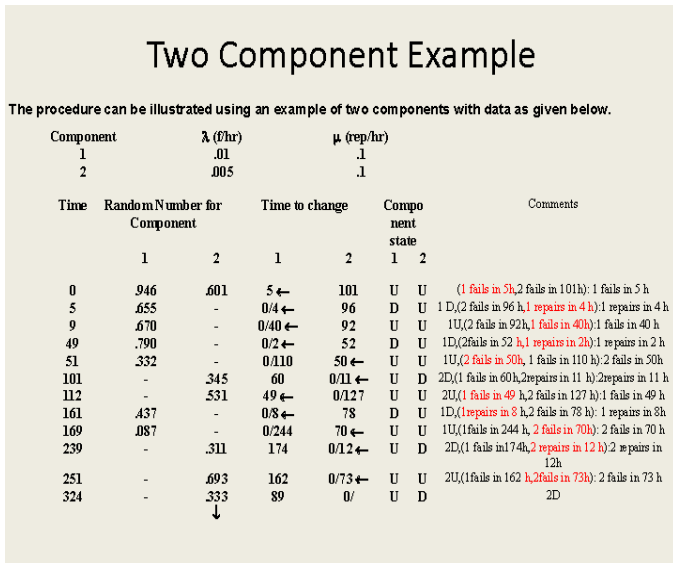 Two Component Example
The procedure can be illustrated using an example of two components with data as given below.
Component λ (f/hr) μ (rep/hr)
1 .01 .1
2 .005 .1
Time Random Number for Component Time to change Compo nent state Comments
1 2 1 2 1 2
0 .946 .601 5 ← 101 U U (1 fails in 5h,2 fails in 101h): 1 fails in 5 h
5 .655 - 0/4 ← 96 D U 1 D,(2 fails in 96 h,1 repairs in 4 h):1 repairs in 4 h
9 .670 - 0/40 ← 92 U U 1U,(2 fails in 92h,1 fails in 40h):1 fails in 40 h
49 .790 - 0/2 ← 52 D U 1D,(2fails in 52 h,1 repairs in 2h):1 repairs in 2 h
51 .332 - 0/110 50 ← U U 1U,(2 fails in 50h, 1 fails in 110 h):2 fails in 50h
101 - .345 60 0/11 ← U D 2D,(1 fails in 60h,2repairs in 11 h):2repairs in 11 h
112 - .531 49 ← 0/127 U U 2U,(1 fails in 49 h,2 fails in 127 h):1 fails in 49 h
161 .437 - 0/8 ← 78 D U 1D,(1repairs in 8 h,2 fails in 78 h): 1 repairs in 8h
169 .087 - 0/244 70 ← U U 1U,(1fails in 244 h, 2 fails in 70h): 2 fails in 70 h
239 - .311 174 0/12 ← U D 2D,(1 fails in174h,2 repairs in 12 h):2 repairs in 12h
251 - .693 162 0/73 ← U U 2U,(1fails in 162 h,2fails in 73h): 2 fails in 73 h
324 - .333 89 0/ U D 2D
↓